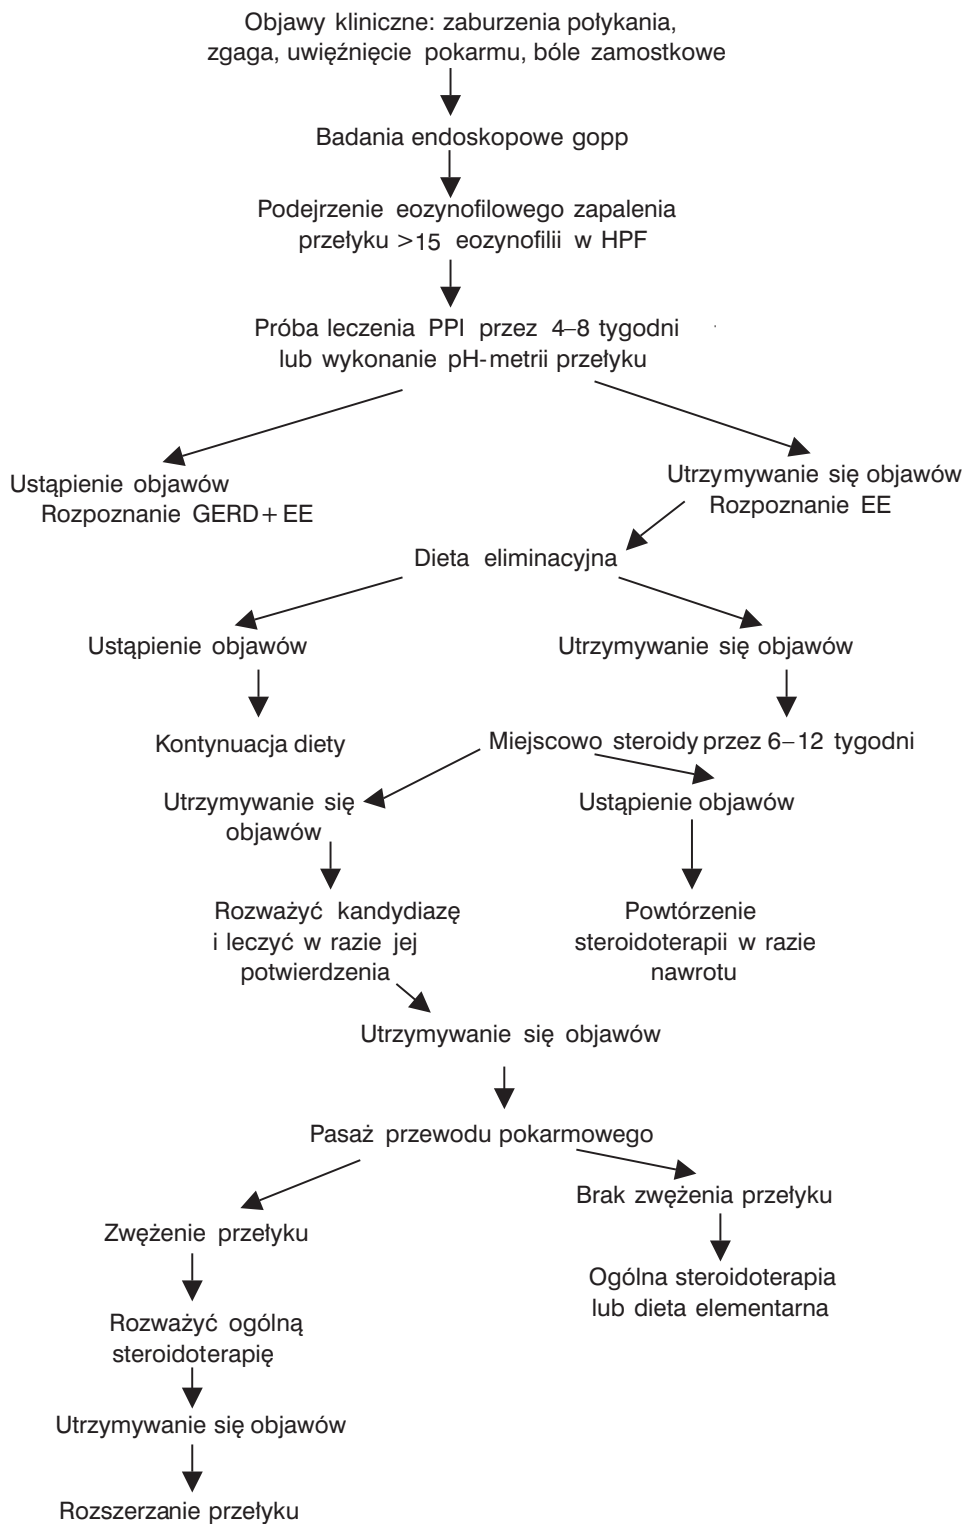 Objawy kliniczne: zaburzenia połykania,
zgaga, uwięźnięcie pokarmu, bóle zamostkowe
Badania endoskopowe gopp
Podejrzenie eozynofilowego zapalenia
przełyku >15 eozynofilii w HPF
Próba leczenia PPI przez 4–8 tygodni
lub wykonanie pH-metrii przełyku
Ustąpienie objawów
Rozpoznanie GERD+EE
Utrzymywanie się objawów
Rozpoznanie EE
Dieta eliminacyjna
Ustąpienie objawów
Utrzymywanie się objawów
Kontynuacja diety
Miejscowo steroidy przez 6–12 tygodni
Utrzymywanie się
objawów
Ustąpienie objawów
Rozważyć kandydiazę
i leczyć w razie jej
potwierdzenia
Powtórzenie
steroidoterapii w razie
nawrotu
Utrzymywanie się objawów
Pasaż przewodu pokarmowego
Zwężenie przełyku
Brak zwężenia przełyku
Ogólna steroidoterapia
lub dieta elementarna
Rozważyć ogólną
steroidoterapię
Utrzymywanie się objawów
Rozszerzanie przełyku